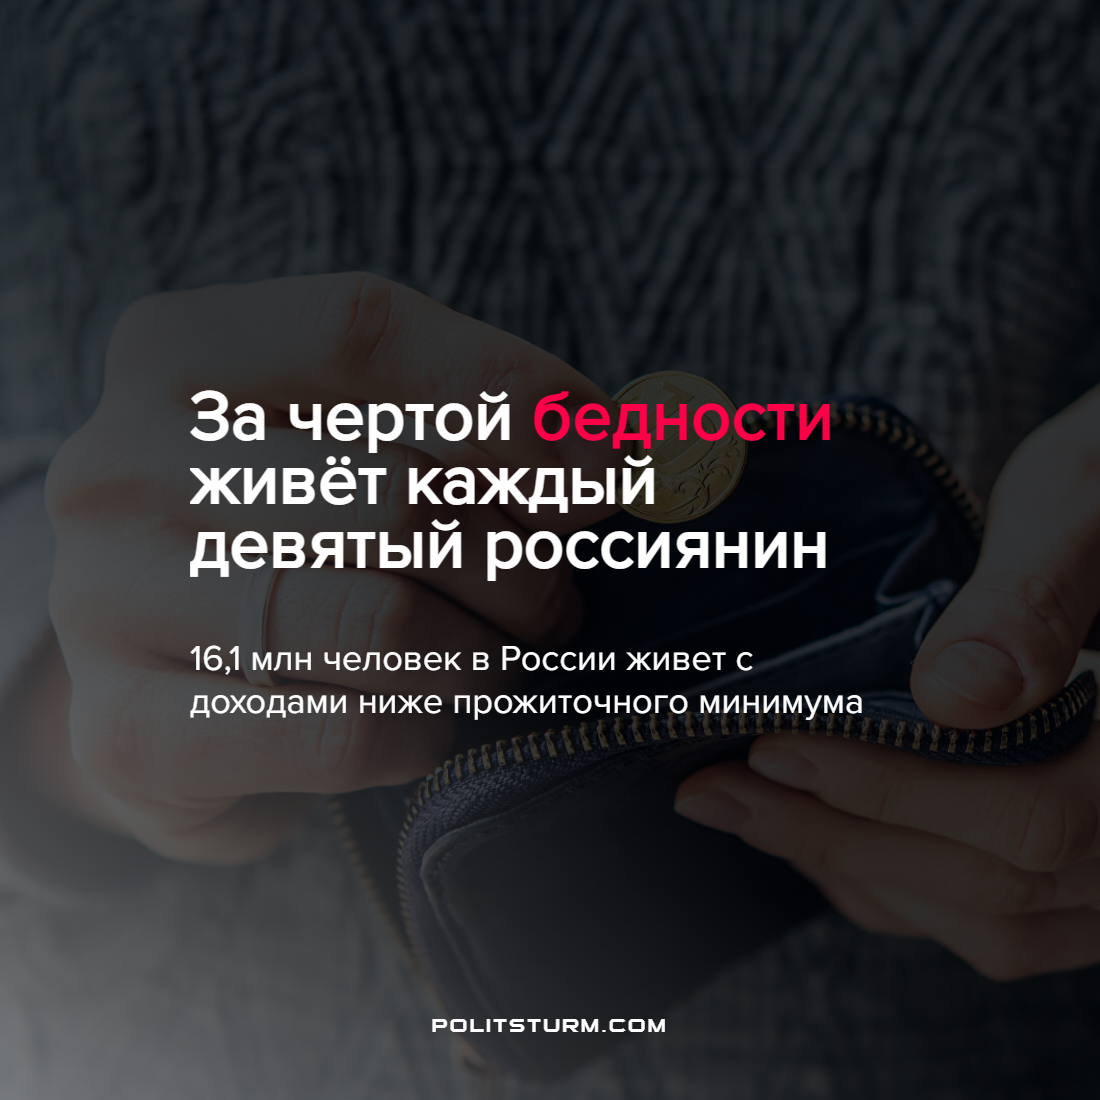 За чертой бедности
живёт каждый
девятый россиянин
16,1 млн человек в России живет с
доходами ниже прожиточного минимума
POLITSTURM.COM